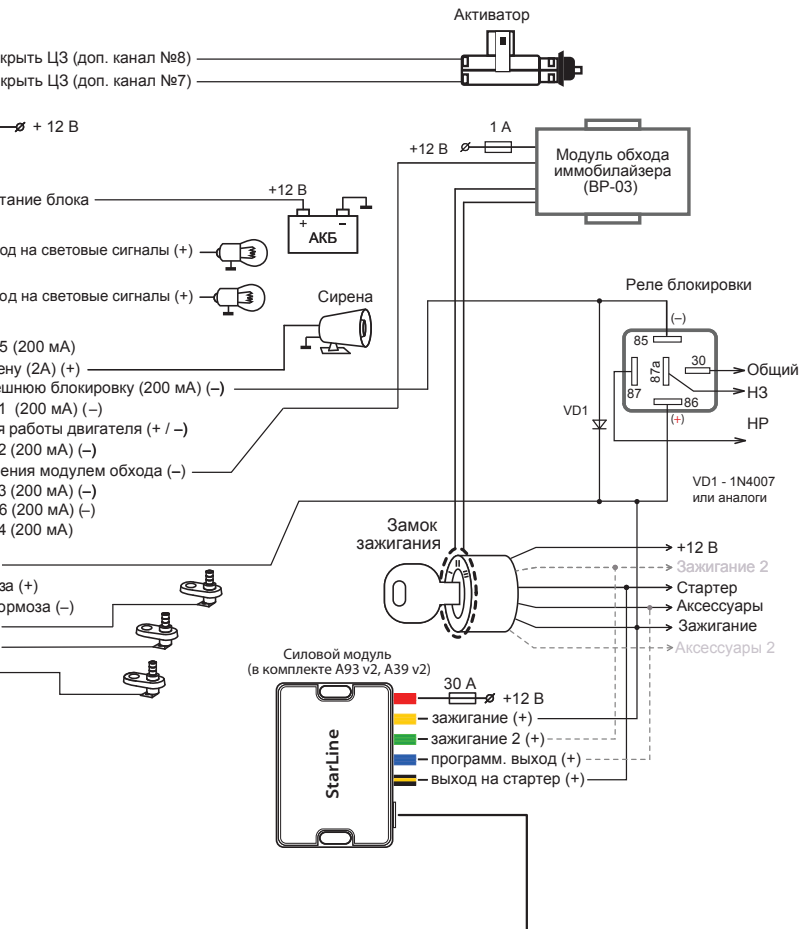 Активатор
крыть ЦЗ (доп. канал №8)
крыть ЦЗ (доп. канал №7)
+ 12 В
1 А
+12 В
Модуль обхода
иммобилайзера
(BP-03)
тание блока
+12 В
+ –
АКБ
од на световые сигналы (+)
од на световые сигналы (+)
Сирена
Реле блокировки
(–)
85
87a
30
87
86
(+)
Общий
НЗ
НР
VD1
VD1 - 1N4007
или аналоги
5 (200 мА)
ену (2А) (+)
ешнюю блокировку (200 мА) (–)
1 (200 мА) (–)
я работы двигателя (+ / –)
2 (200 мА) (–)
ения модулем обхода (–)
3 (200 мА) (–)
6 (200 мА) (–)
4 (200 мА)
Замок
зажигания
+12 В
Зажигание 2
Стартер
Аксессуары
Зажигание
Аксессуары 2
за (+)
ормоза (–)
Силовой модуль
(в комплекте A93 v2, A39 v2)
StarLine
30 А
+12 В
зажигание (+)
зажигание 2 (+)
программ. выход (+)
выход на стартер (+)